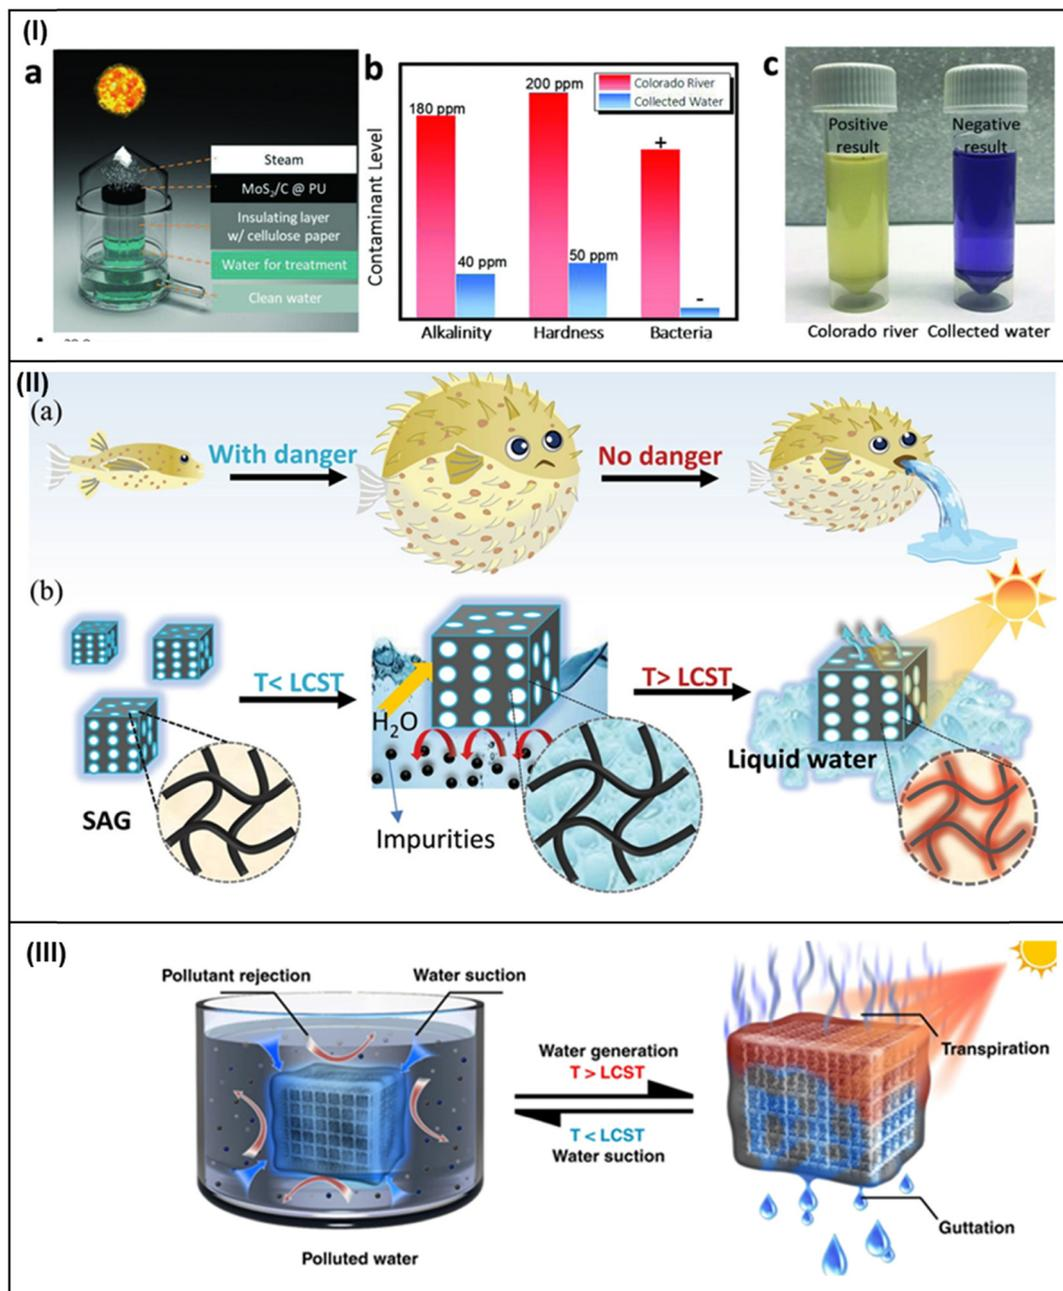 (I)
a
Steam
MoS₂/C @ PU
Insulating layer
w/ cellulose paper
Water for treatment
Clean water
b
Contaminant Level
180 ppm
40 ppm
200 ppm
50 ppm
+
-
Colorado River
Collected Water
Alkalinity
Hardness
Bacteria
c
Positive
result
Negative
result
Colorado river
Collected water
(II)
(a)
With danger
No danger
(b)
SAG
T< LCST
H₂O
Impurities
T> LCST
Liquid water
(III)
Pollutant rejection
Water suction
Polluted water
Water generation
T > LCST
T < LCST
Water suction
Transpiration
Guttation